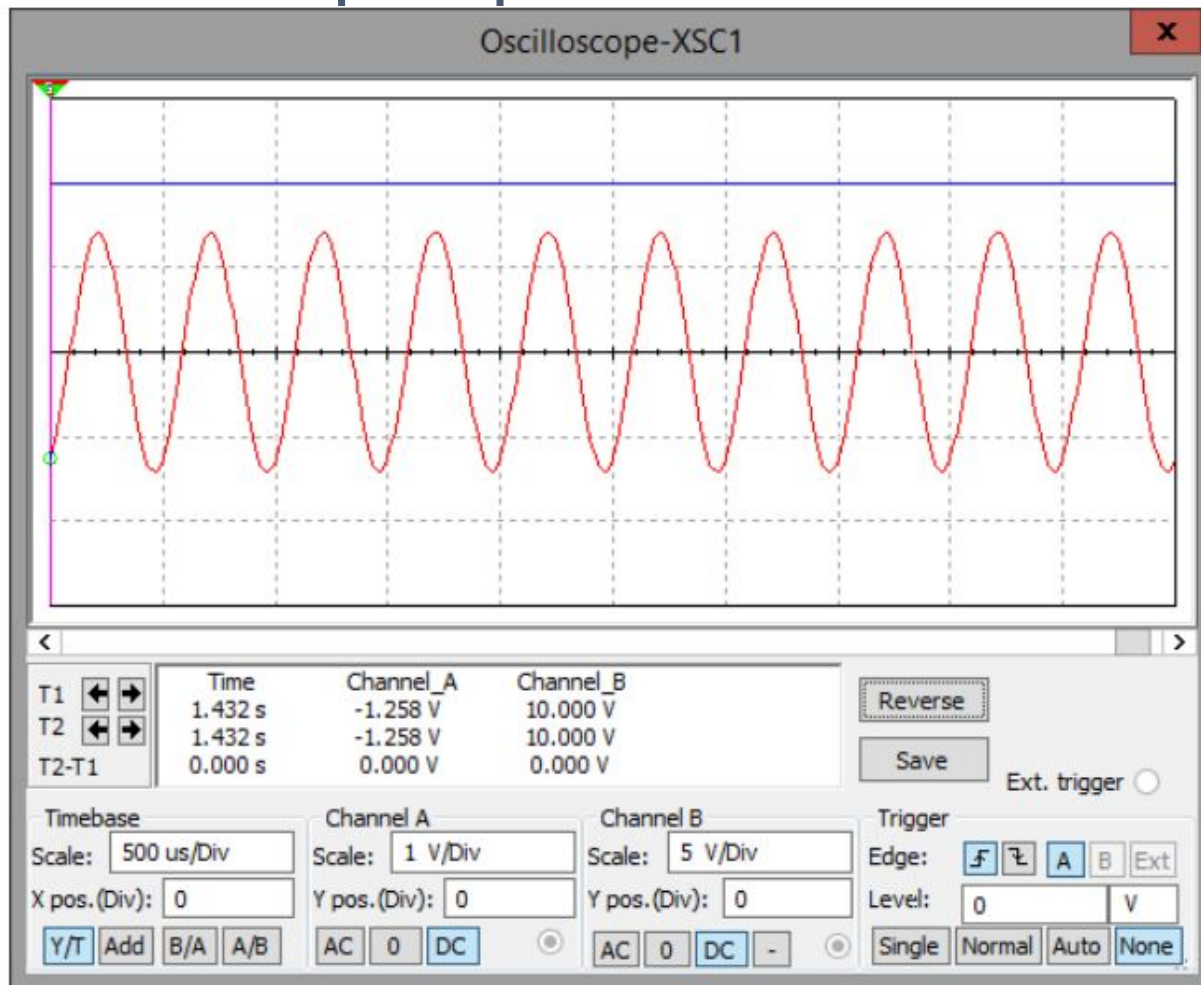 Oscilloscope-XSC1
X
T1
T2
T2-T1
Time Channel_A Channel_B
1.432 s -1.258 V 10.000 V
1.432 s -1.258 V 10.000 V
0.000 s 0.000 V 0.000 V
Reverse
Save
Ext. trigger
Timebase
Scale: 500 us/Div
X pos.(Div): 0
Y/T Add B/A A/B
Channel A
Scale: 1 V/Div
Y pos.(Div): 0
AC 0 DC
Channel B
Scale: 5 V/Div
Y pos.(Div): 0
AC 0 DC -
Trigger
Edge: A B Ext
Level: 0 V
Single Normal Auto None